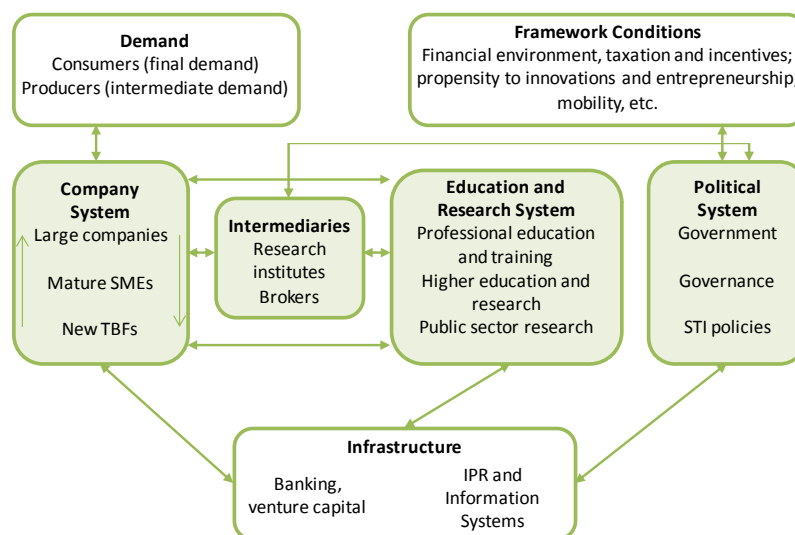 Demand
Consumers (final demand)
Producers (intermediate demand)
Framework Conditions
Financial environment, taxation and incentives;
propensity to innovations and entrepreneurship,
mobility, etc.
Company
System
Large companies
Mature SMEs
New TBFs
Intermediaries
Research
institutes
Brokers
Education and
Research System
Professional education
and training
Higher education and
research
Public sector research
Political
System
Government
Governance
STI policies
Infrastructure
Banking,
venture capital
IPR and
Information
Systems